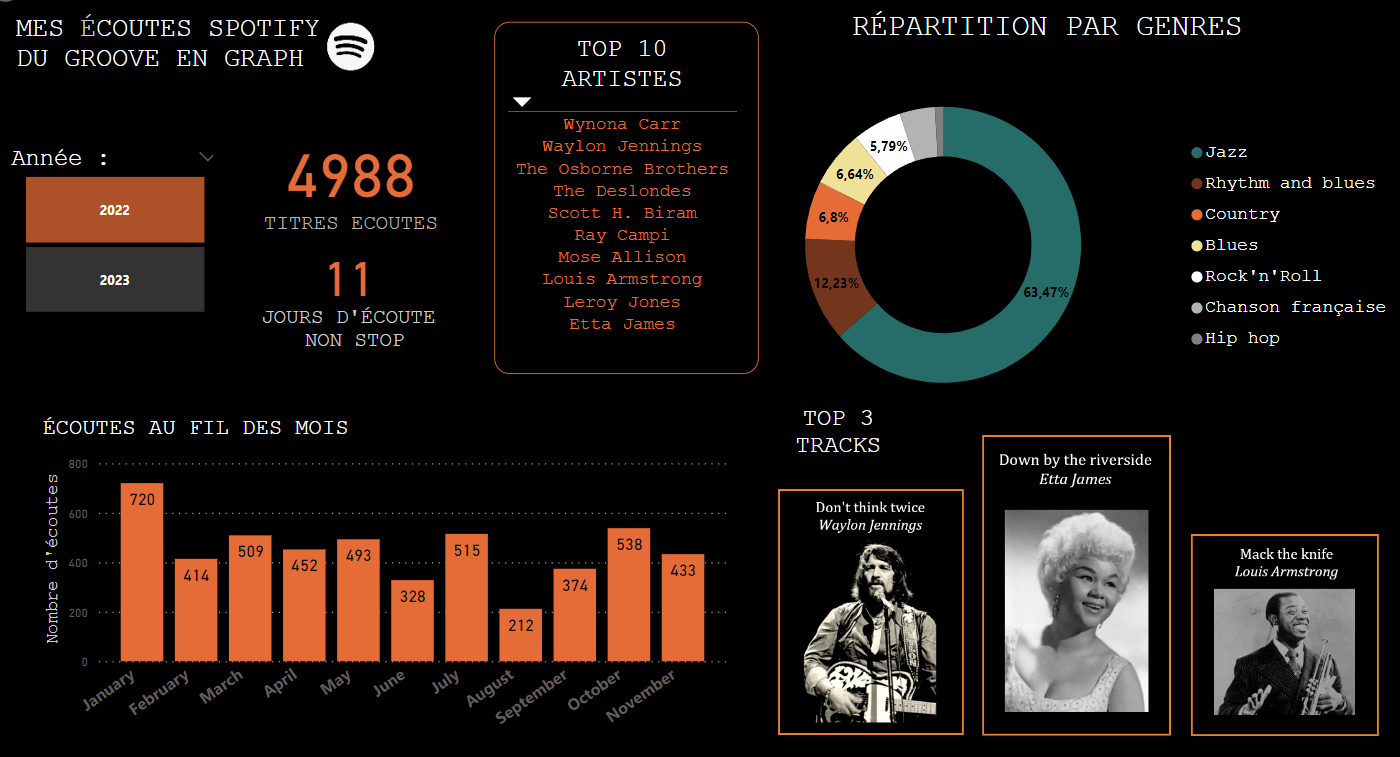 MES ÉCOUTES SPOTIFY
DU GROOVE EN GRAPH
Année :
2022
2023
4988
TITRES ECOUTES
11
JOURS D'ÉCOUTE
NON STOP
TOP 10
ARTISTES
Wynona Carr
Waylon Jennings
The Osborne Brothers
The Deslondes
Scott H. Biram
Ray Campi
Mose Allison
Louis Armstrong
Leroy Jones
Etta James
RÉPARTITION PAR GENRES
5,79%
6,64%
6,8%
12,23%
63,47%
Jazz
Rhythm and blues
Country
Blues
Rock'n'Roll
Chanson française
Hip hop
ÉCOUTES AU FIL DES MOIS
Nombre d'écoutes
800
600
400
200
0
720
414
509
452
493
328
515
212
374
538
433
January
February
March
April
May
June
July
August
September
October
November
TOP 3
TRACKS
Don't think twice
Waylon Jennings
Down by the riverside
Etta James
Mack the knife
Louis Armstrong